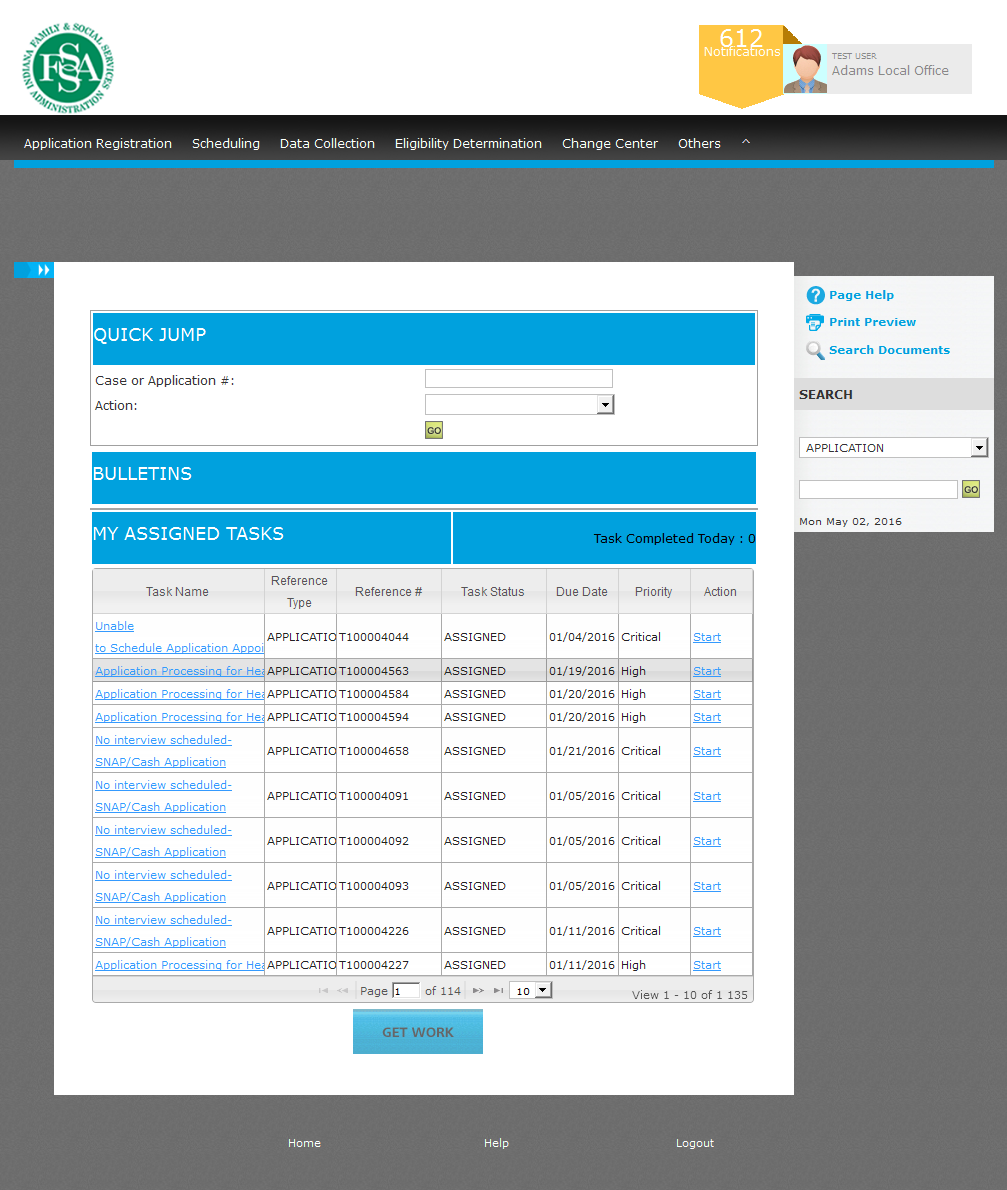 INDIANA FAMILY & SOCIAL SERVICES ADMINISTRATION
FSSA
612
Notifications
TEST USER
Adams Local Office
Application Registration Scheduling Data Collection Eligibility Determination Change Center Others ^
Page Help
Print Preview
Search Documents
SEARCH
APPLICATION
GO
Mon May 02, 2016
QUICK JUMP
Case or Application #:
Action:
GO
BULLETINS
MY ASSIGNED TASKS Task Completed Today : 0
Task Name Reference Type Reference # Task Status Due Date Priority Action
Unable
to Schedule Application Appoi APPLICATIO T100004044 ASSIGNED 01/04/2016 Critical Start
Application Processing for Hea APPLICATIO T100004563 ASSIGNED 01/19/2016 High Start
Application Processing for Hea APPLICATIO T100004584 ASSIGNED 01/20/2016 High Start
Application Processing for Hea APPLICATIO T100004594 ASSIGNED 01/20/2016 High Start
No interview scheduled-
SNAP/Cash Application APPLICATIO T100004658 ASSIGNED 01/21/2016 Critical Start
No interview scheduled-
SNAP/Cash Application APPLICATIO T100004091 ASSIGNED 01/05/2016 Critical Start
No interview scheduled-
SNAP/Cash Application APPLICATIO T100004092 ASSIGNED 01/05/2016 Critical Start
No interview scheduled-
SNAP/Cash Application APPLICATIO T100004093 ASSIGNED 01/05/2016 Critical Start
No interview scheduled-
SNAP/Cash Application APPLICATIO T100004226 ASSIGNED 01/11/2016 Critical Start
Application Processing for Hea APPLICATIO T100004227 ASSIGNED 01/11/2016 High Start
Page 1 of 114 10 View 1 - 10 of 1 135
GET WORK
Home Help Logout